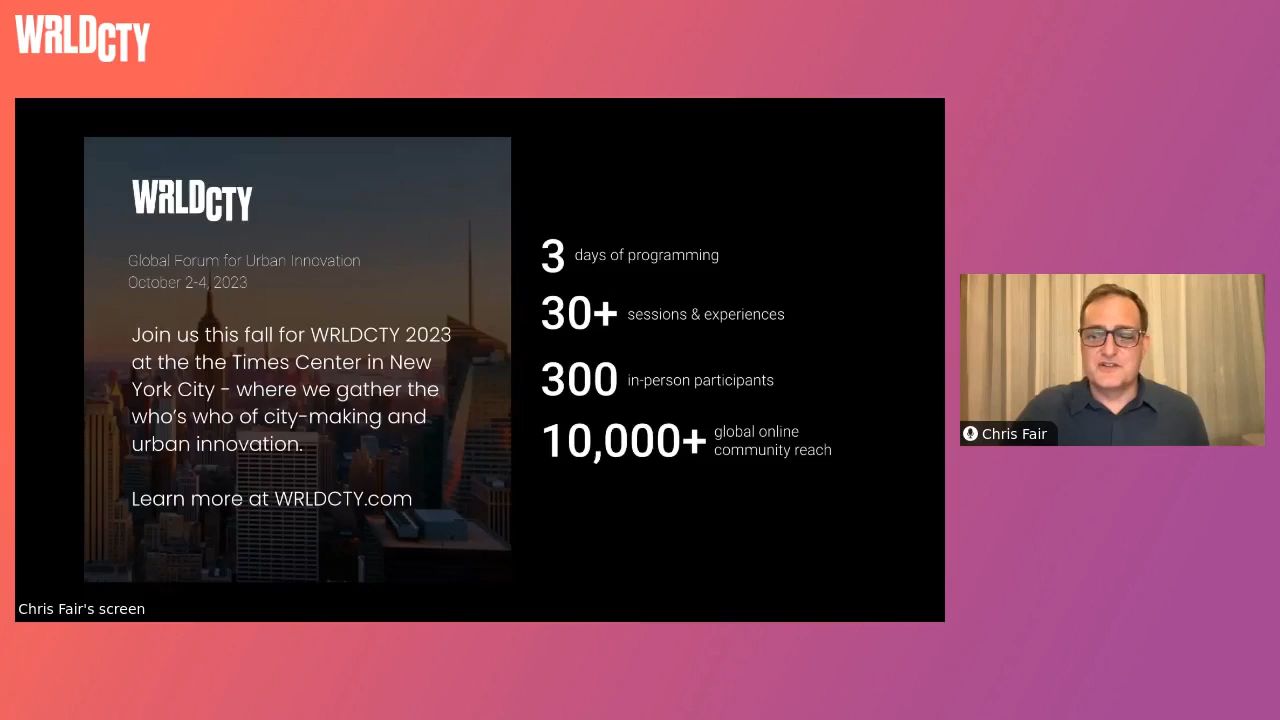 WRLDCTY
WRLDCTY
Global Forum for Urban Innovation
October 2-4, 2023
Join us this fall for WRLDCTY 2023
at the the Times Center in New
York City - where we gather the
who's who of city-making and
urban innovation.
Learn more at WRLDCTY.com
3 days of programming
30+ sessions & experiences
300 in-person participants
10,000+ global online
community reach
Chris Fair
Chris Fair's screen